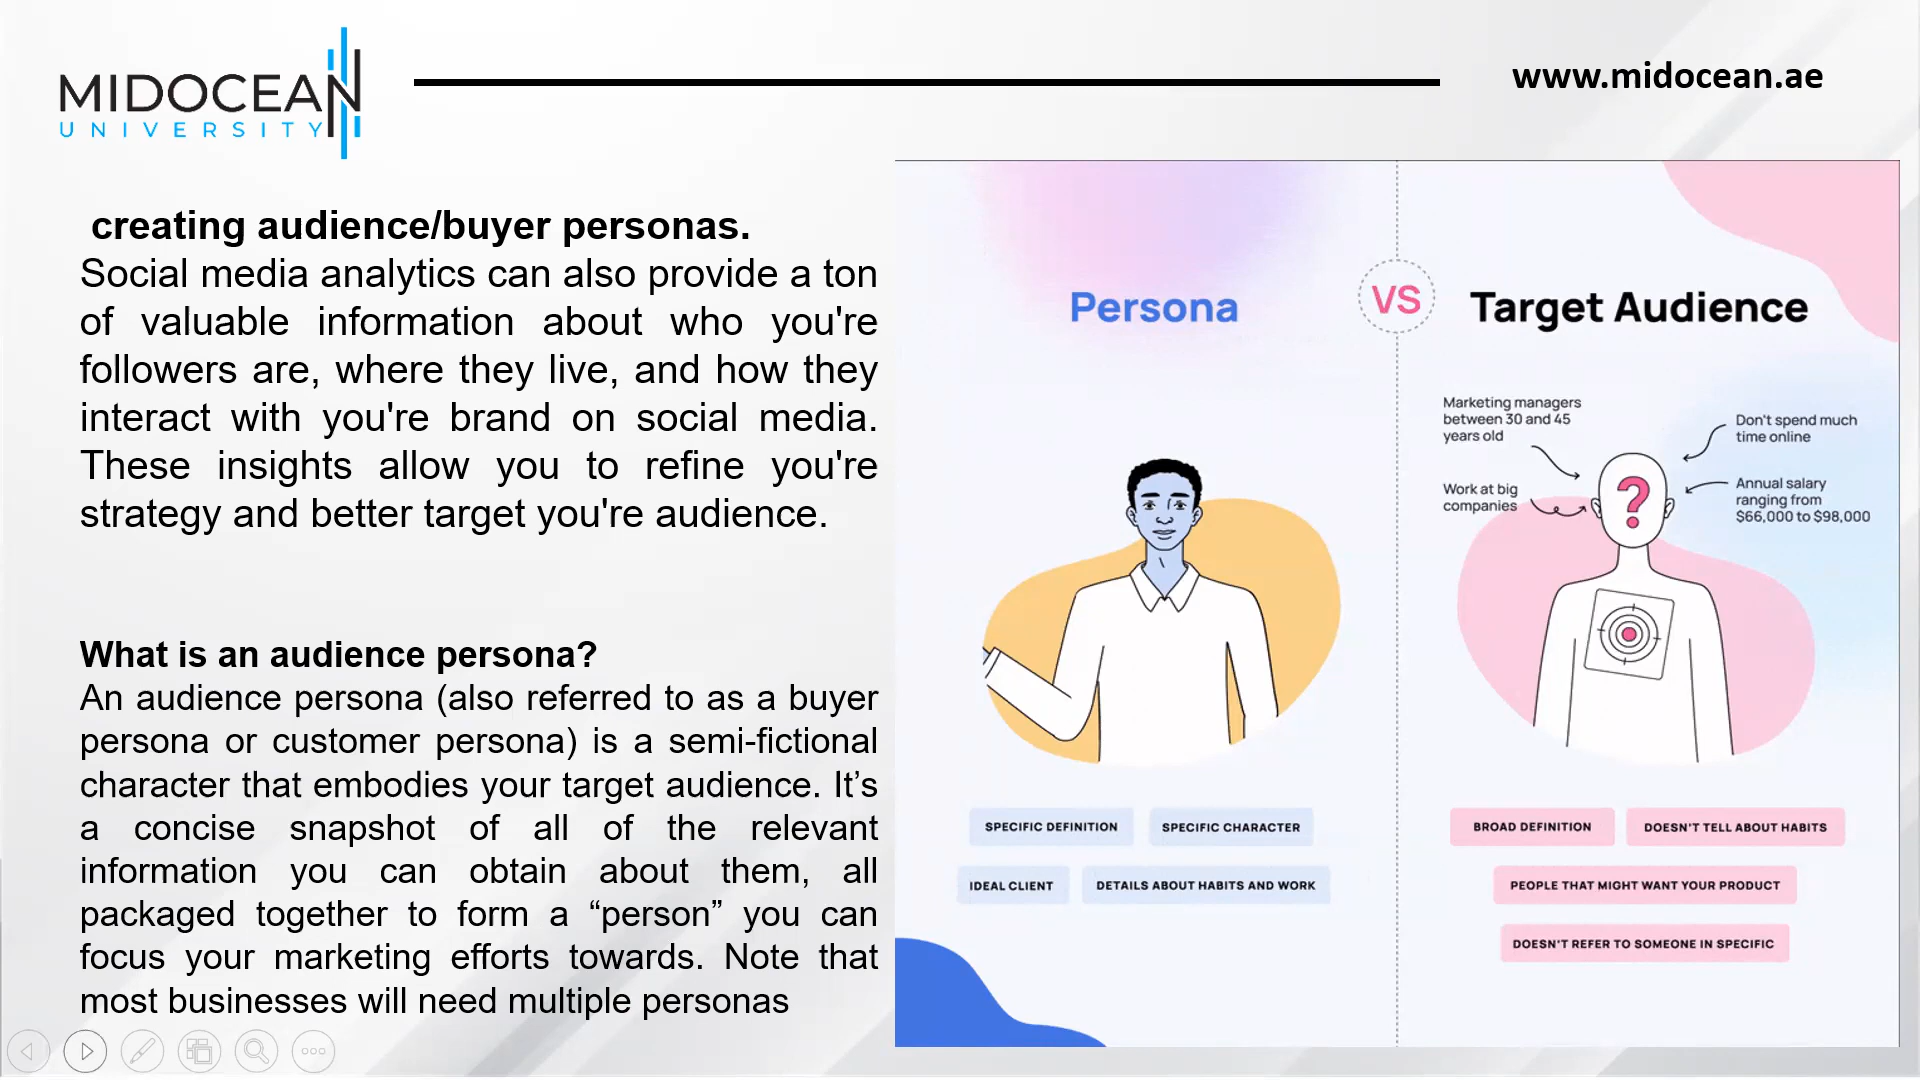 MIDOCEAN
UNIVERSITY
www.midocean.ae
creating audience/buyer personas.
Social media analytics can also provide a ton
of valuable information about who you're
followers are, where they live, and how they
interact with you're brand on social media.
These insights allow you to refine you're
strategy and better target you're audience.
What is an audience persona?
An audience persona (also referred to as a buyer
persona or customer persona) is a semi-fictional
character that embodies your target audience. It’s
a concise snapshot of all of the relevant
information you can obtain about them, all
packaged together to form a “person” you can
focus your marketing efforts towards. Note that
most businesses will need multiple personas
Persona
VS
Target Audience
Marketing managers
between 30 and 45
years old
Work at big
companies
Don't spend much
time online
Annual salary
ranging from
$66,000 to $98,000
?
SPECIFIC DEFINITION
SPECIFIC CHARACTER
IDEAL CLIENT
DETAILS ABOUT HABITS AND WORK
BROAD DEFINITION
DOESN'T TELL ABOUT HABITS
PEOPLE THAT MIGHT WANT YOUR PRODUCT
DOESN'T REFER TO SOMEONE IN SPECIFIC